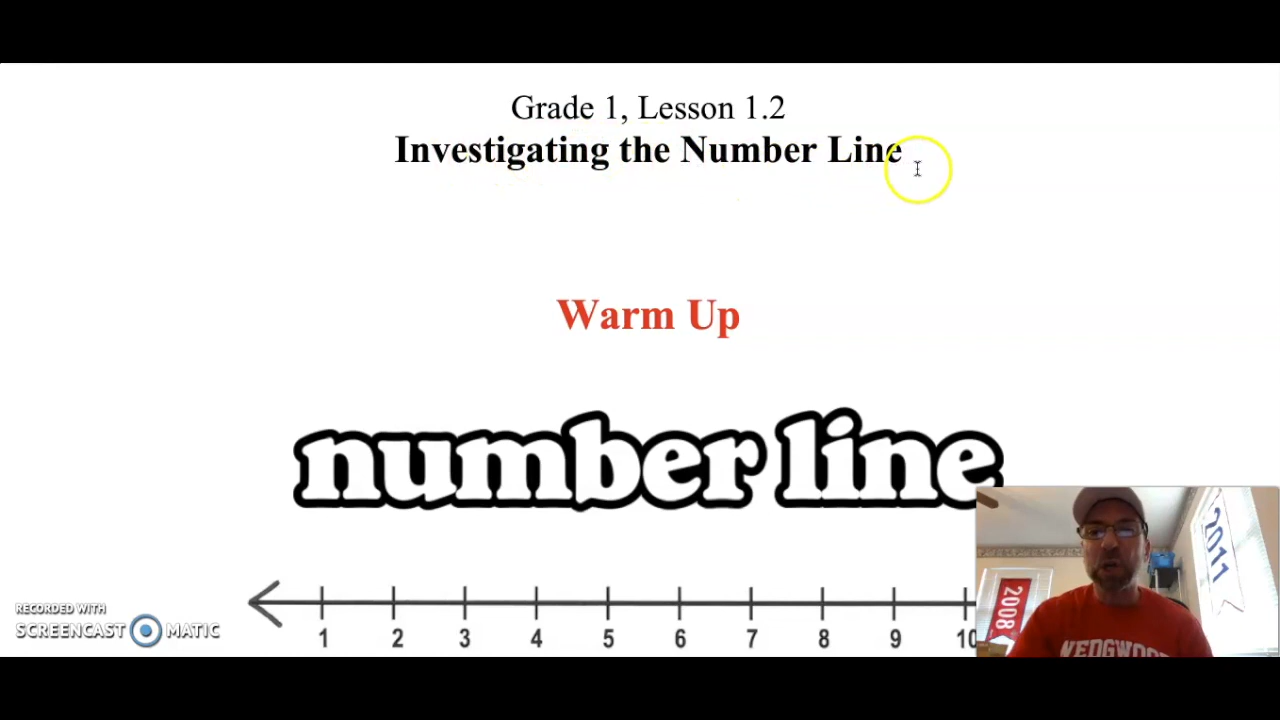 Grade 1, Lesson 1.2
Investigating the Number Line
Warm Up
number line
1 2 3 4 5 6 7 8 9 10
RECORDED WITH
SCREENCAST MATIC
2011
2008